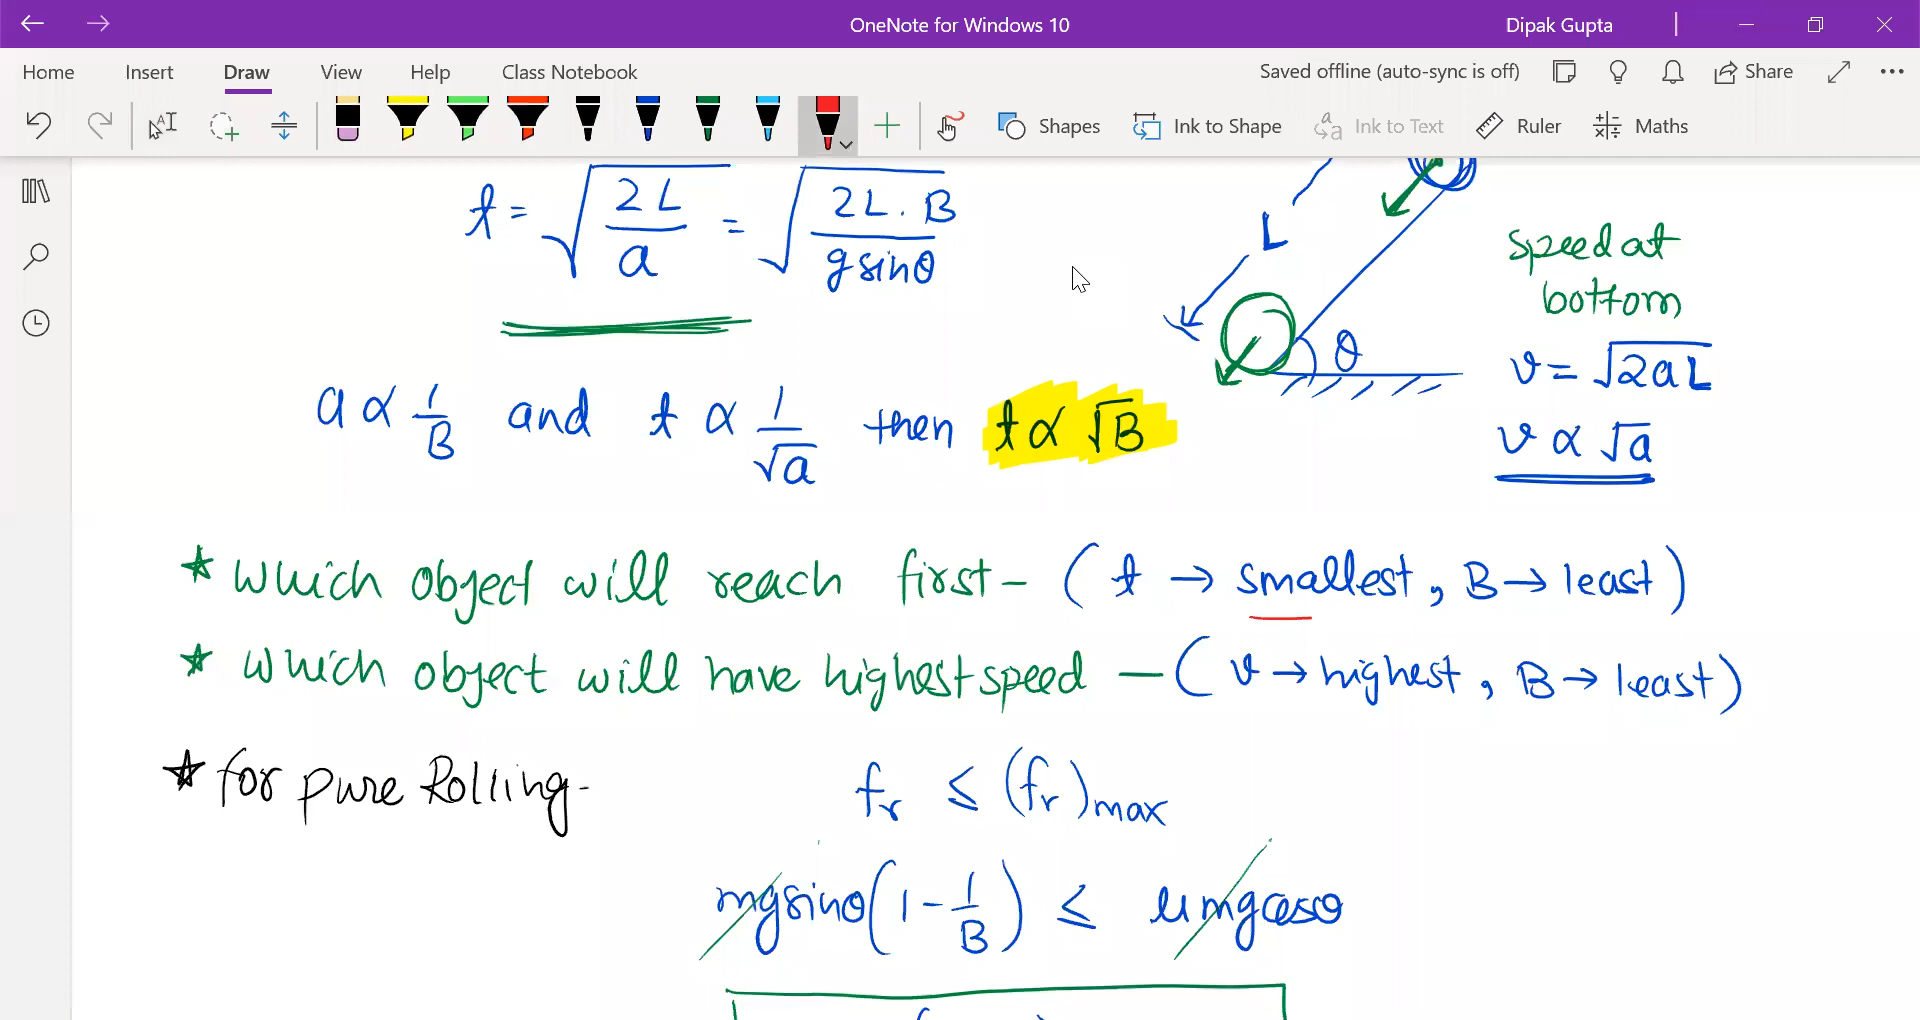 OneNote for Windows 10
Dipak Gupta
Home Insert Draw View Help Class Notebook
Saved offline (auto-sync is off)
Share
Shapes Ink to Shape Ink to Text Ruler Maths
t = √(2L/a) = √(2L.B/(g sinθ))
L
θ
speed at
bottom
v = √(2aL)
v ∝ √a
a ∝ 1/B and t ∝ 1/√a then t ∝ √B
* Which object will reach first - ( t → smallest, B → least )
* Which object will have highest speed — ( v → highest, B → least )
* for pure Rolling -
fr ≤ (fr)max
mg sinθ (1 - 1/B) ≤ μmg cosθ